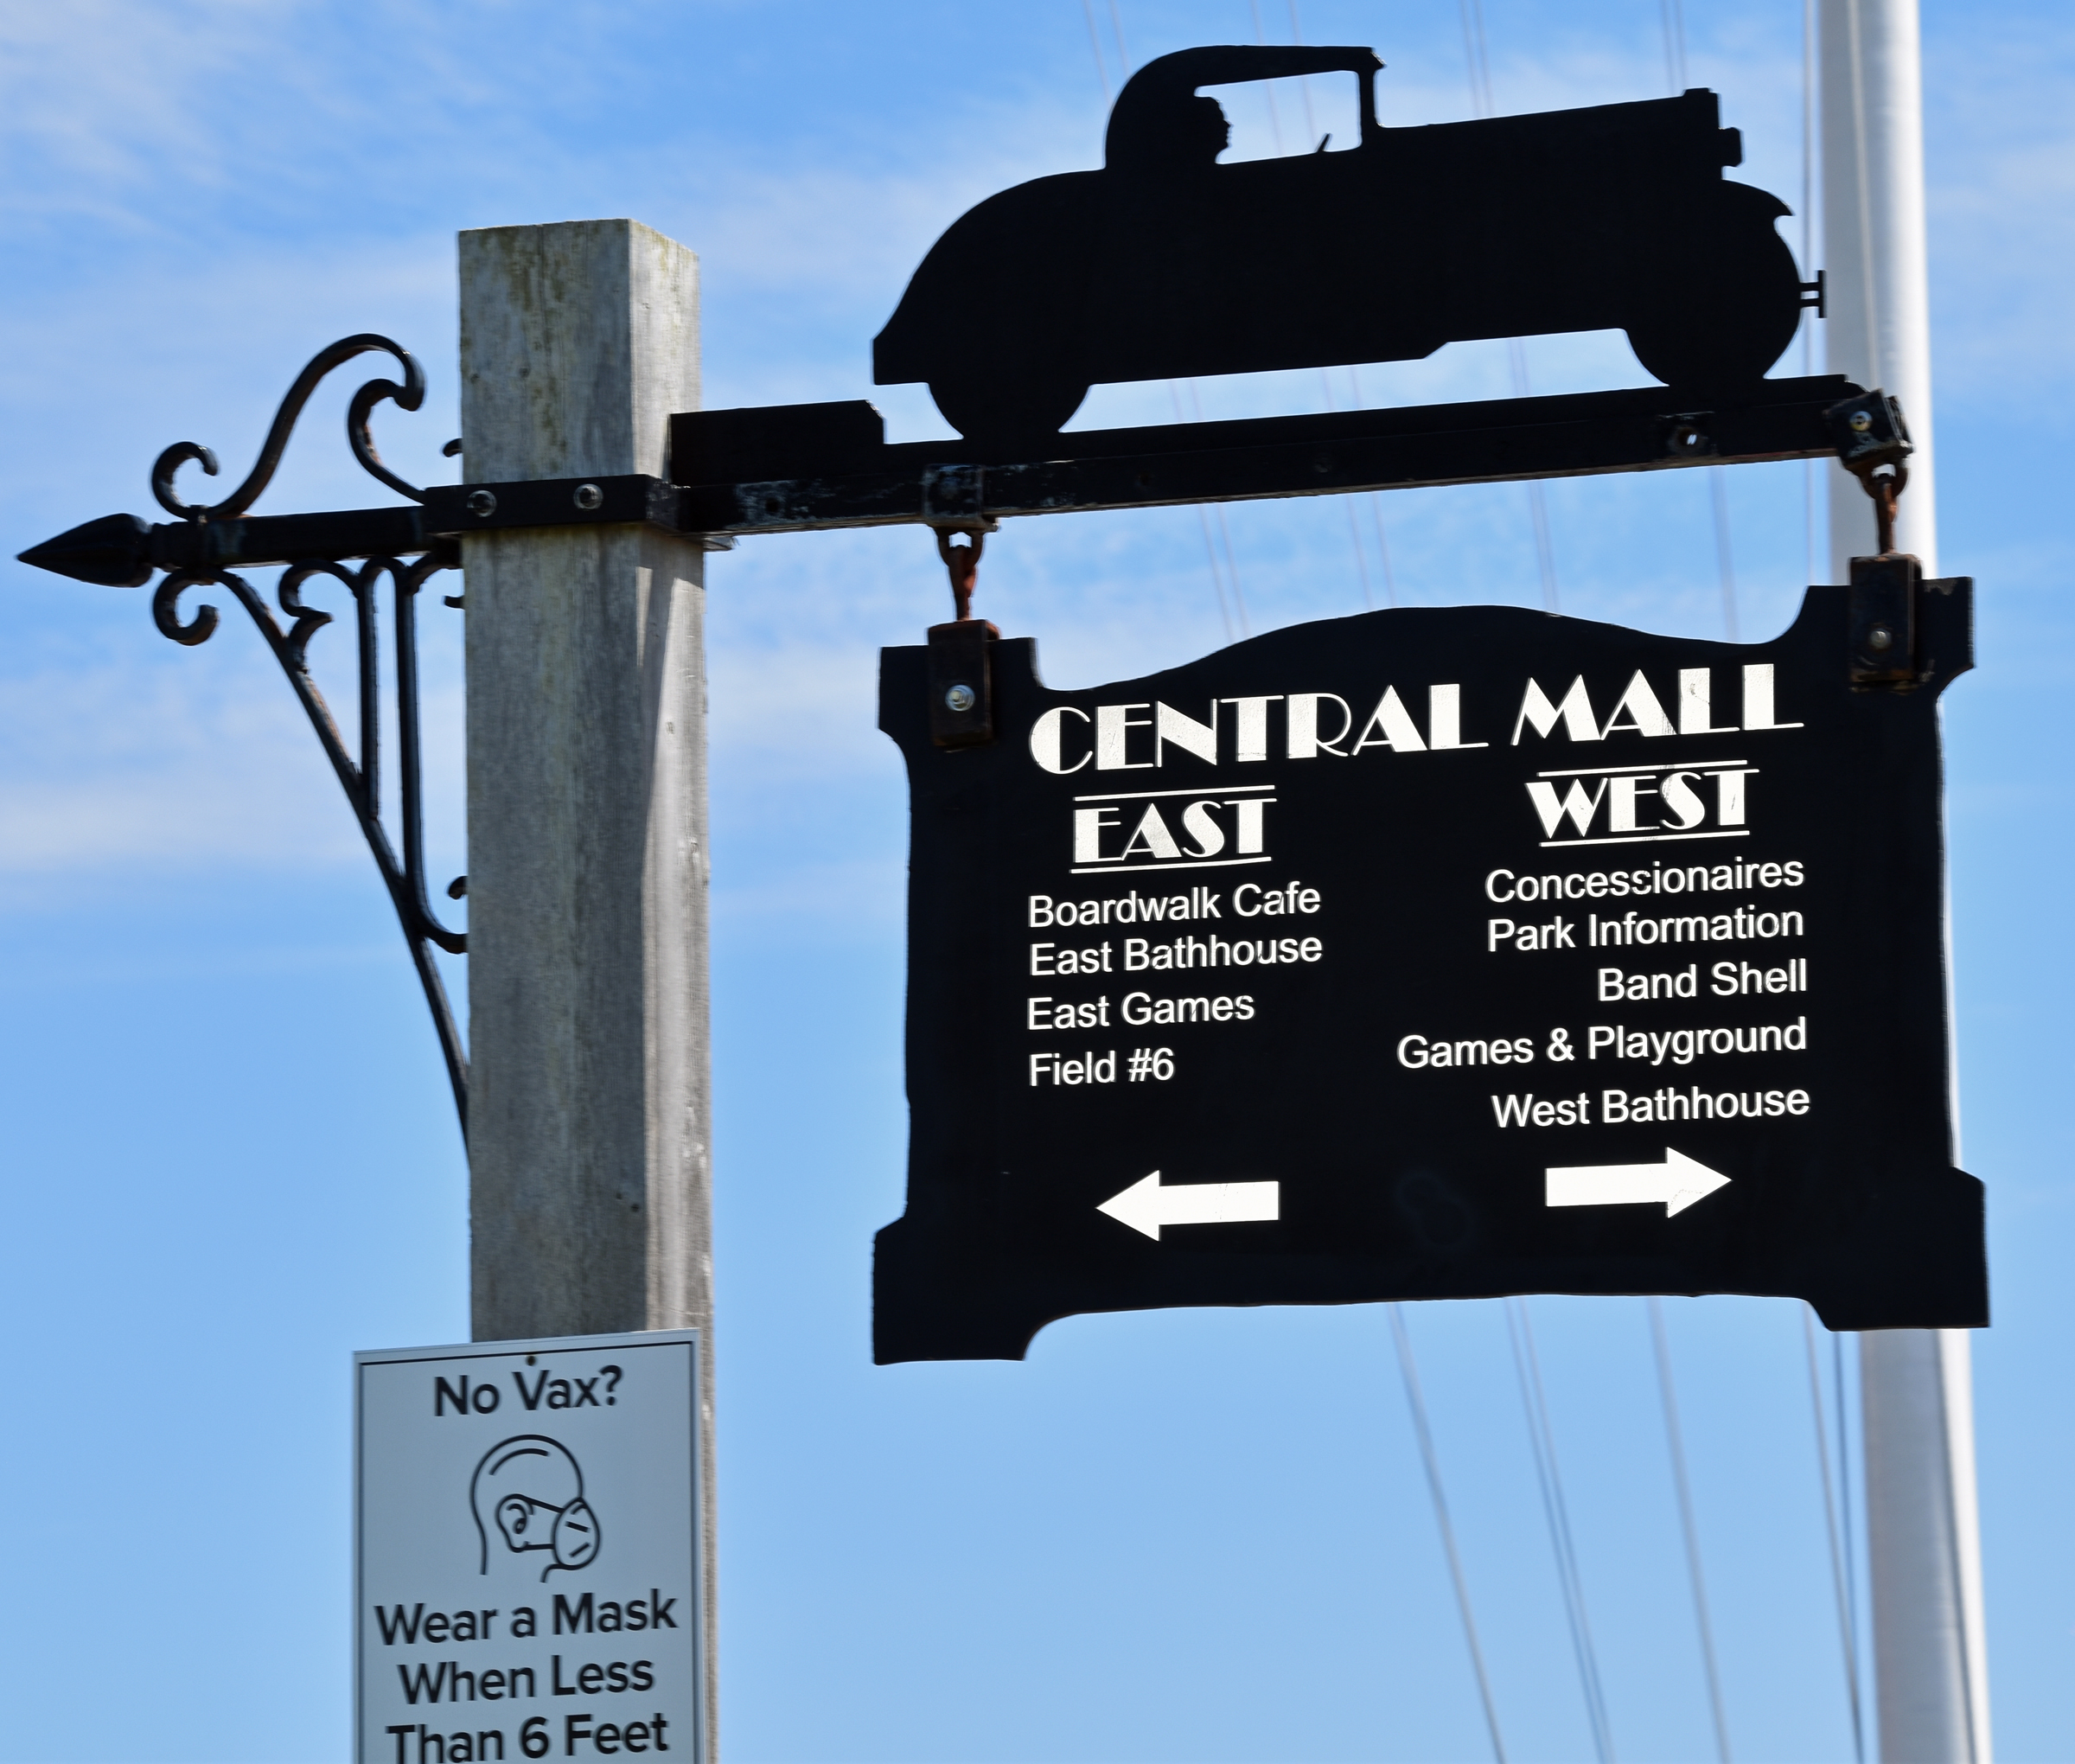 CENTRAL MALL
EAST
Boardwalk Cafe
East Bathhouse
East Games
Field #6
WEST
Concessionaires
Park Information
Band Shell
Games & Playground
West Bathhouse
No Vax?
Wear a Mask
When Less
Than 6 Feet